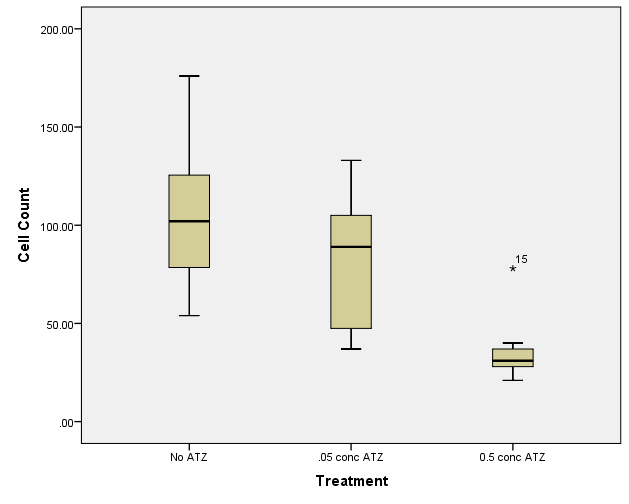 200.00
150.00
100.00
50.00
.00
Cell Count
15
*
No ATZ
.05 conc ATZ
0.5 conc ATZ
Treatment